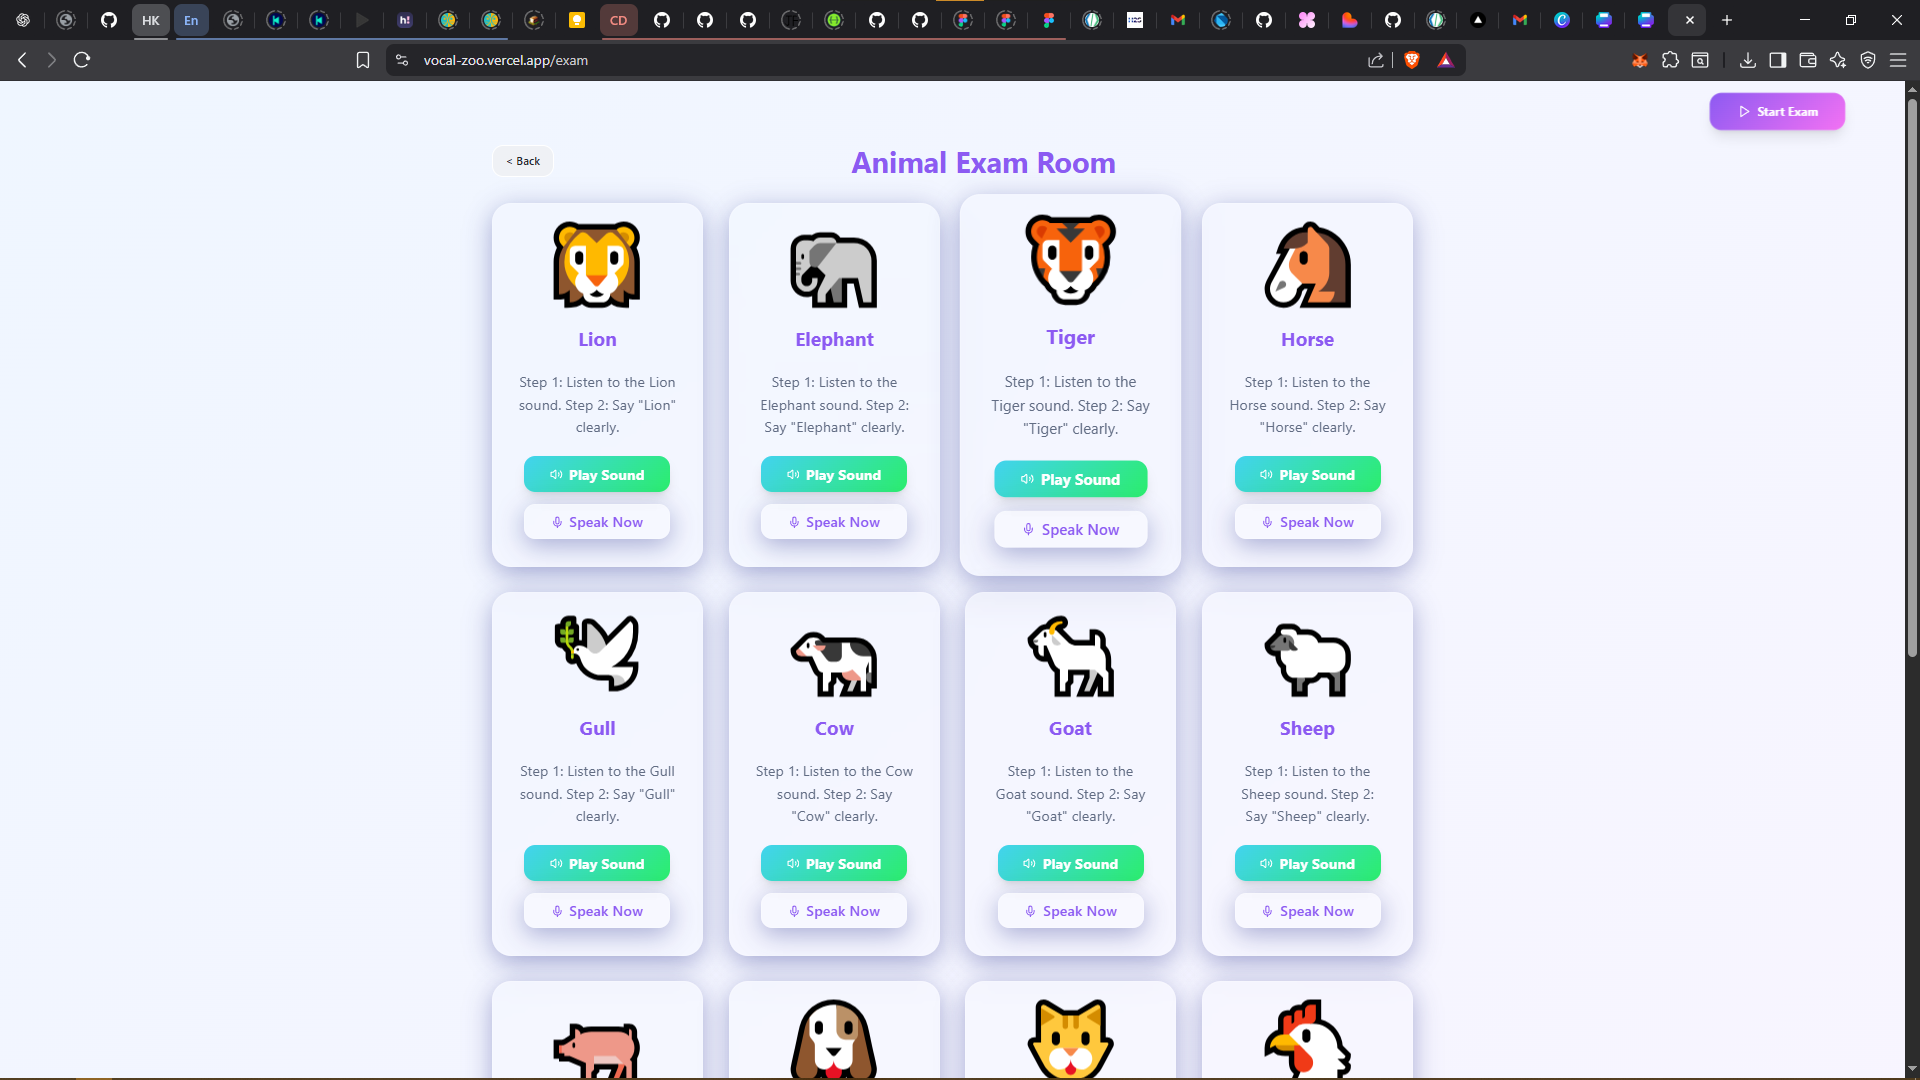 HK
En
h!
CD
vocal-zoo.vercel.app/exam
Start Exam
< Back
Animal Exam Room
Lion
Step 1: Listen to the Lion
sound. Step 2: Say "Lion"
clearly.
Play Sound
Speak Now
Elephant
Step 1: Listen to the
Elephant sound. Step 2:
Say "Elephant" clearly.
Play Sound
Speak Now
Tiger
Step 1: Listen to the
Tiger sound. Step 2: Say
"Tiger" clearly.
Play Sound
Speak Now
Horse
Step 1: Listen to the
Horse sound. Step 2: Say
"Horse" clearly.
Play Sound
Speak Now
Gull
Step 1: Listen to the Gull
sound. Step 2: Say "Gull"
clearly.
Play Sound
Speak Now
Cow
Step 1: Listen to the Cow
sound. Step 2: Say
"Cow" clearly.
Play Sound
Speak Now
Goat
Step 1: Listen to the
Goat sound. Step 2: Say
"Goat" clearly.
Play Sound
Speak Now
Sheep
Step 1: Listen to the
Sheep sound. Step 2:
Say "Sheep" clearly.
Play Sound
Speak Now